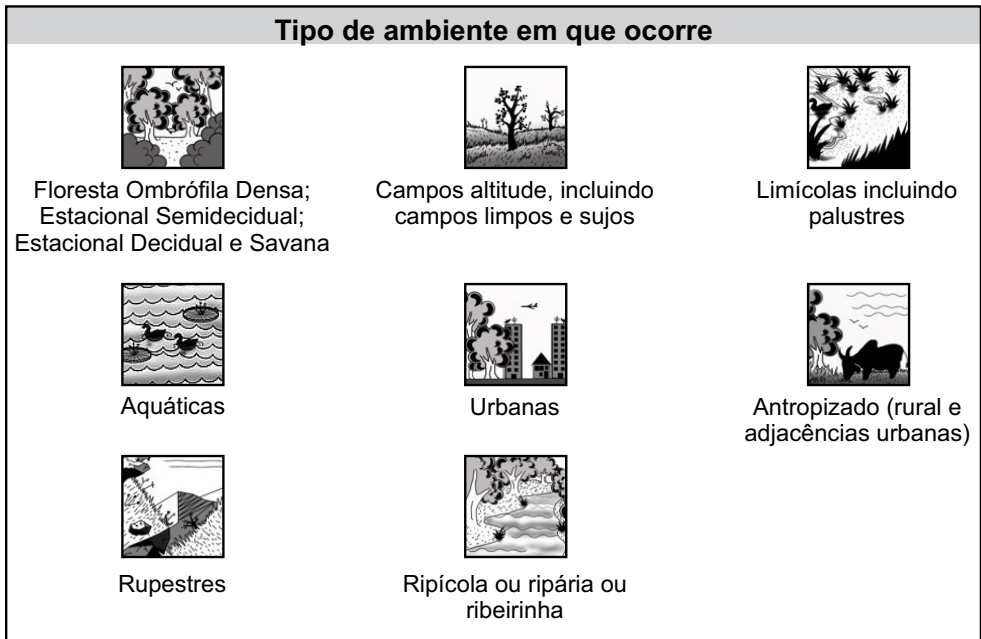 Tipo de ambiente em que ocorre
Floresta Ombrófila Densa;
Estacional Semidecidual;
Estacional Decidual e Savana
Campos altitude, incluindo
campos limpos e sujos
Limícolas incluindo
palustres
Aquáticas
Urbanas
Antropizado (rural e
adjacências urbanas)
Rupestres
Ripícola ou ripária ou
ribeirinha